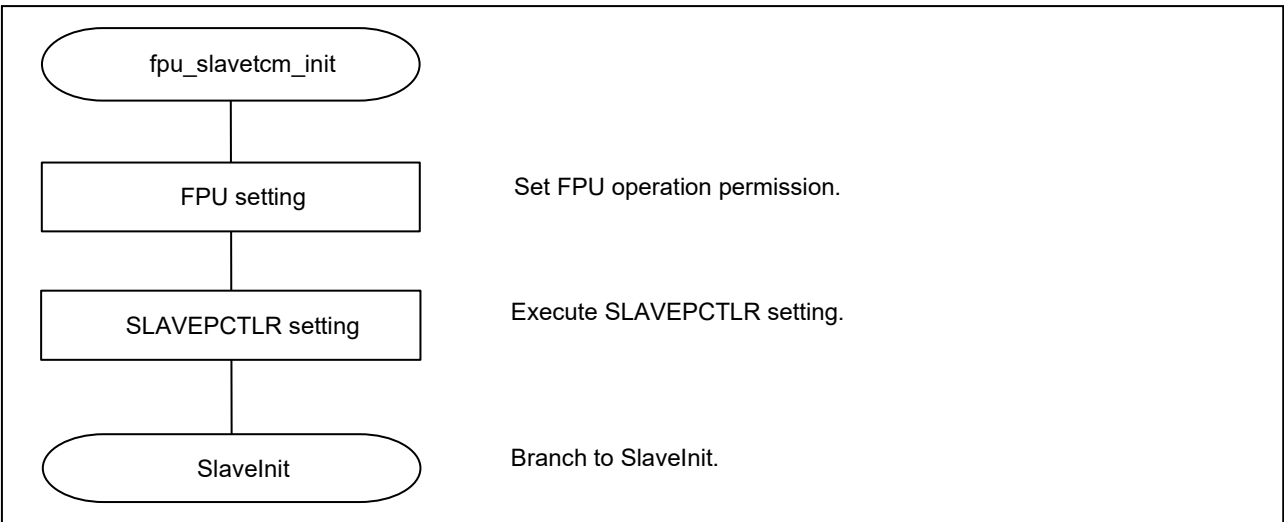 fpu_slavetcm_init
FPU setting
Set FPU operation permission.
SLAVEPCTLR setting
Execute SLAVEPCTLR setting.
SlaveInit
Branch to SlaveInit.